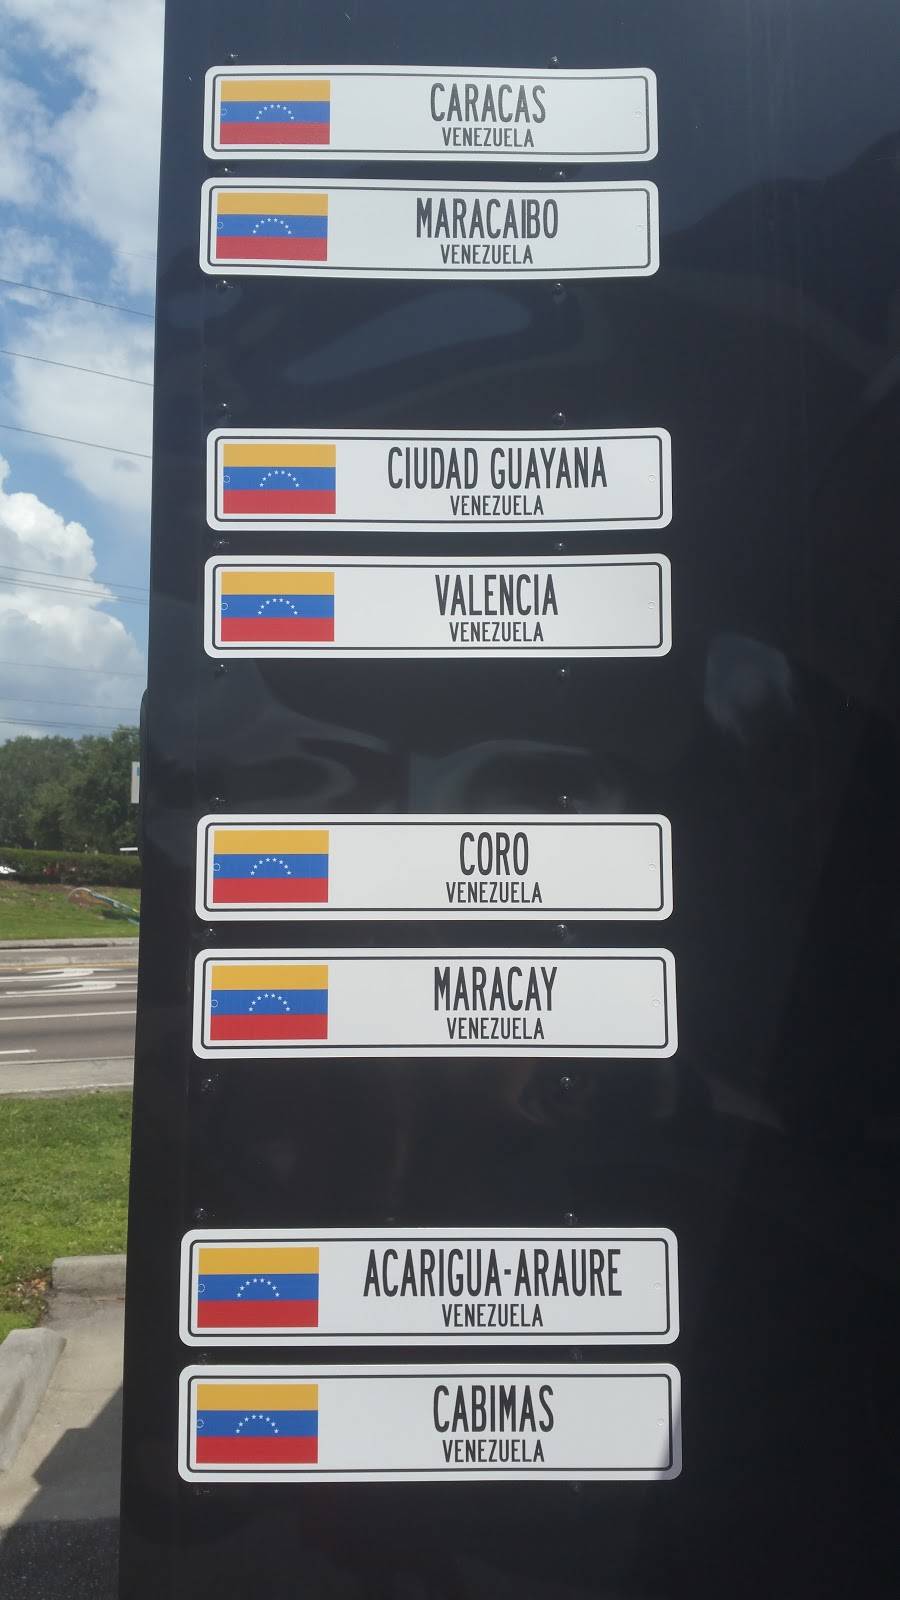 CARACAS
VENEZUELA
MARACAIBO
VENEZUELA
CIUDAD GUAYANA
VENEZUELA
VALENCIA
VENEZUELA
CORO
VENEZUELA
MARACAY
VENEZUELA
ACARIGUA-ARAURE
VENEZUELA
CABIMAS
VENEZUELA